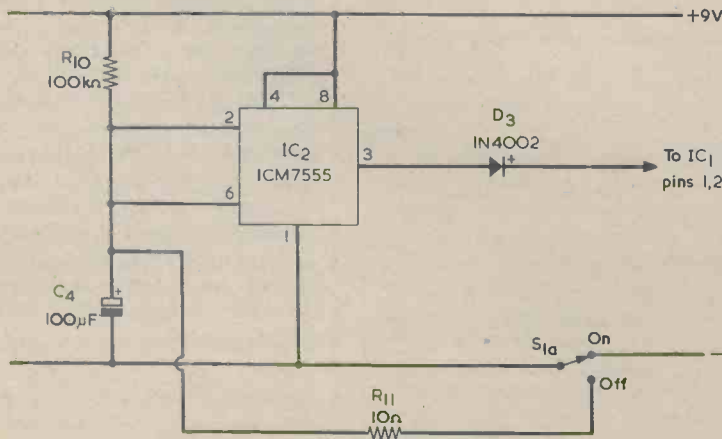 +9V
R10
100kΩ
4
8
2
IC2
ICM7555
3
6
1
D3
1N4002
+
To IC1
pins 1,2
+
C4
100µF
S1a
On
Off
R11
10Ω
−